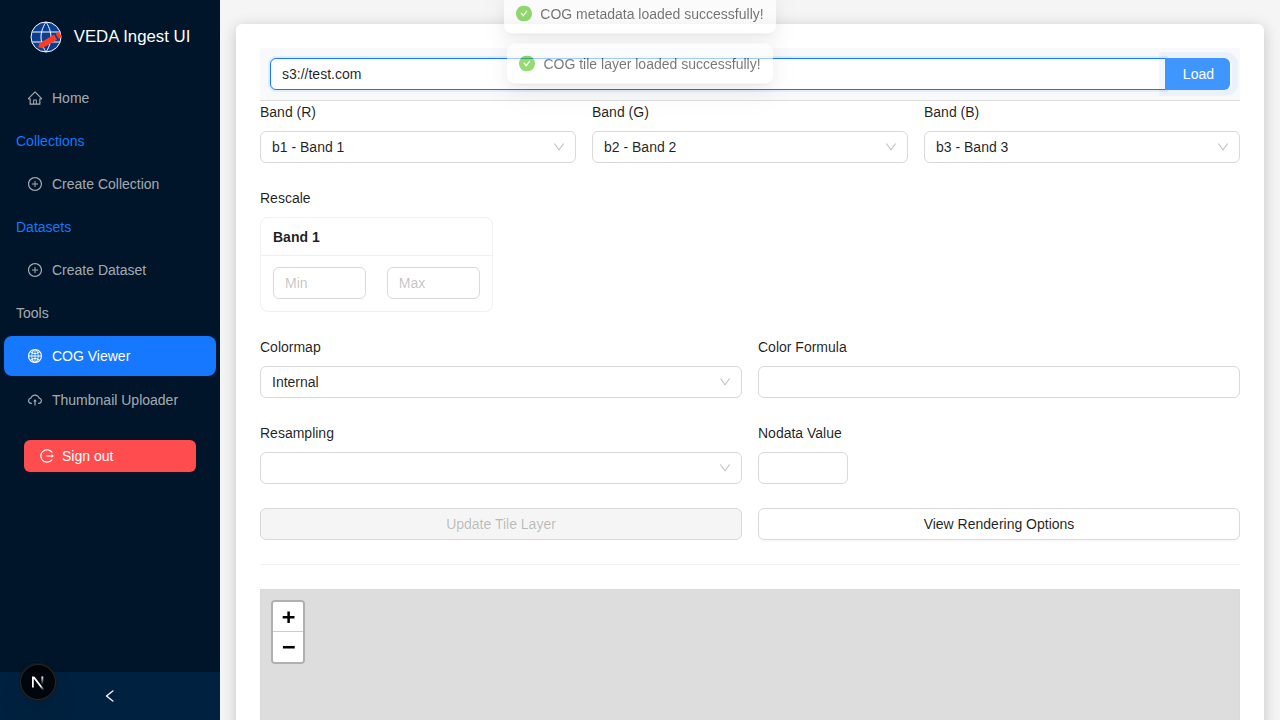 VEDA Ingest UI
Home
Collections
Create Collection
Datasets
Create Dataset
Tools
COG Viewer
Thumbnail Uploader
Sign out
N
COG metadata loaded successfully!
COG tile layer loaded successfully!
s3://test.com
Load
Band (R)
Band (G)
Band (B)
b1 - Band 1
b2 - Band 2
b3 - Band 3
Rescale
Band 1
Min
Max
Colormap
Color Formula
Internal
Resampling
Nodata Value
Update Tile Layer
View Rendering Options
+
−